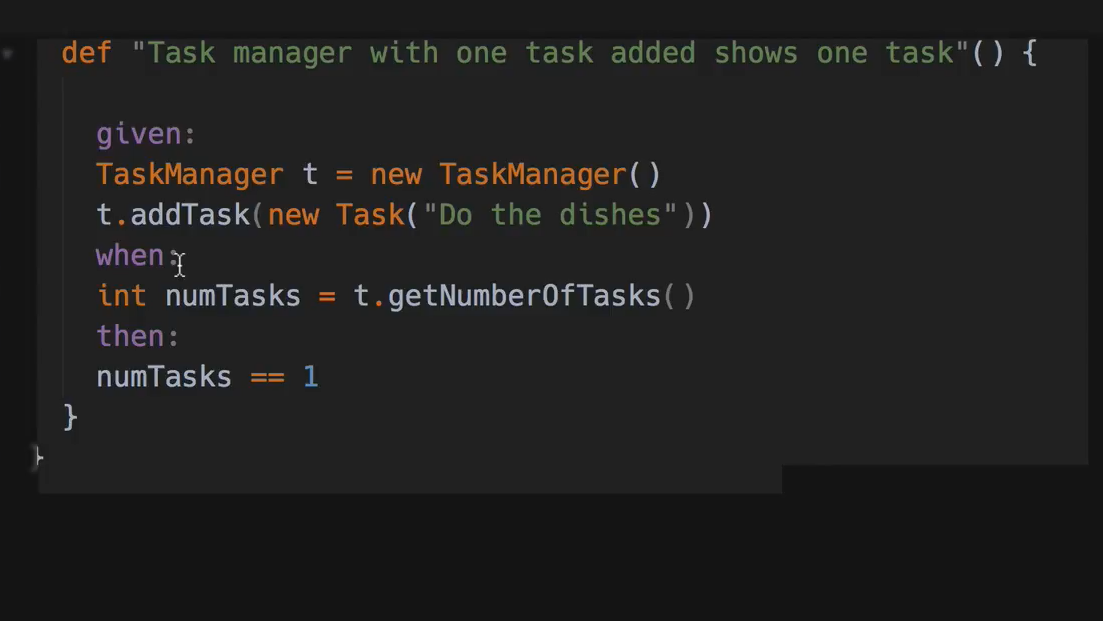 def "Task manager with one task added shows one task"() {
given:
TaskManager t = new TaskManager()
t.addTask(new Task("Do the dishes"))
when:
int numTasks = t.getNumberOfTasks()
then:
numTasks == 1
}
}